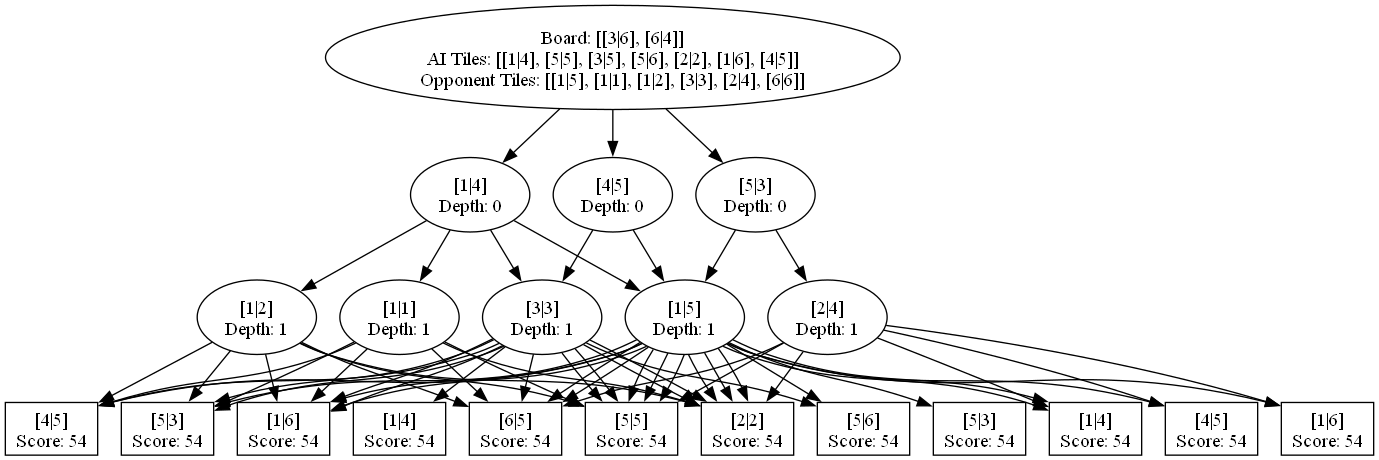 Board: [[3|6], [6|4]]
AI Tiles: [[1|4], [5|5], [3|5], [5|6], [2|2], [1|6], [4|5]]
Opponent Tiles: [[1|5], [1|1], [1|2], [3|3], [2|4], [6|6]]
[1|4]
Depth: 0
[4|5]
Depth: 0
[5|3]
Depth: 0
[1|2]
Depth: 1
[1|1]
Depth: 1
[3|3]
Depth: 1
[1|5]
Depth: 1
[2|4]
Depth: 1
[4|5]
Score: 54
[5|3]
Score: 54
[1|6]
Score: 54
[1|4]
Score: 54
[6|5]
Score: 54
[5|5]
Score: 54
[2|2]
Score: 54
[5|6]
Score: 54
[5|3]
Score: 54
[1|4]
Score: 54
[4|5]
Score: 54
[1|6]
Score: 54